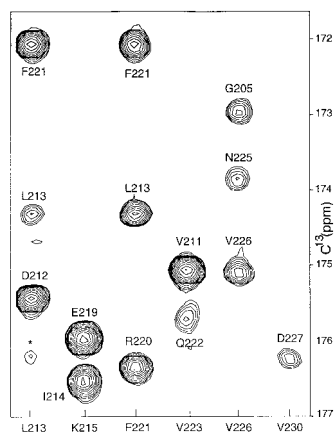 172
F221 F221
G205
173
N225
L213 L213
174
V211 V226
D212
175
E219
C¹³ (ppm)
*
R220 Q222 D227
176
I214
177
L213 K215 F221 V223 V226 V230